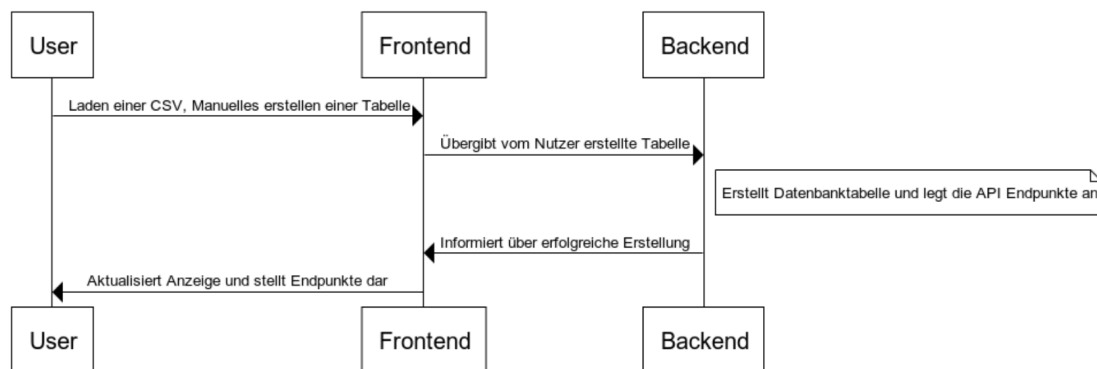 User
Frontend
Backend
Laden einer CSV, Manuelles erstellen einer Tabelle
Übergibt vom Nutzer erstellte Tabelle
Erstellt Datenbanktabelle und legt die API Endpunkte an
Informiert über erfolgreiche Erstellung
Aktualisiert Anzeige und stellt Endpunkte dar
User
Frontend
Backend